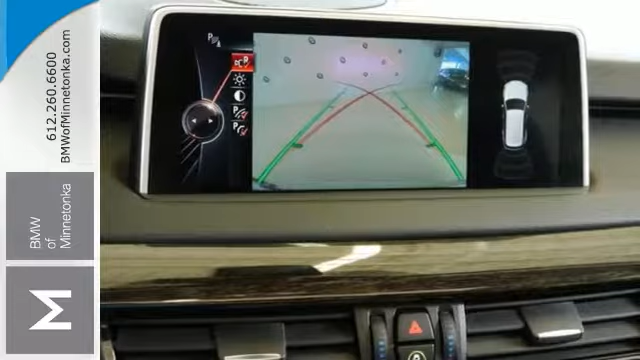 612.260.6600
BMWofMinnetonka.com
BMW
of
Minnetonka
M
P
P
P
P